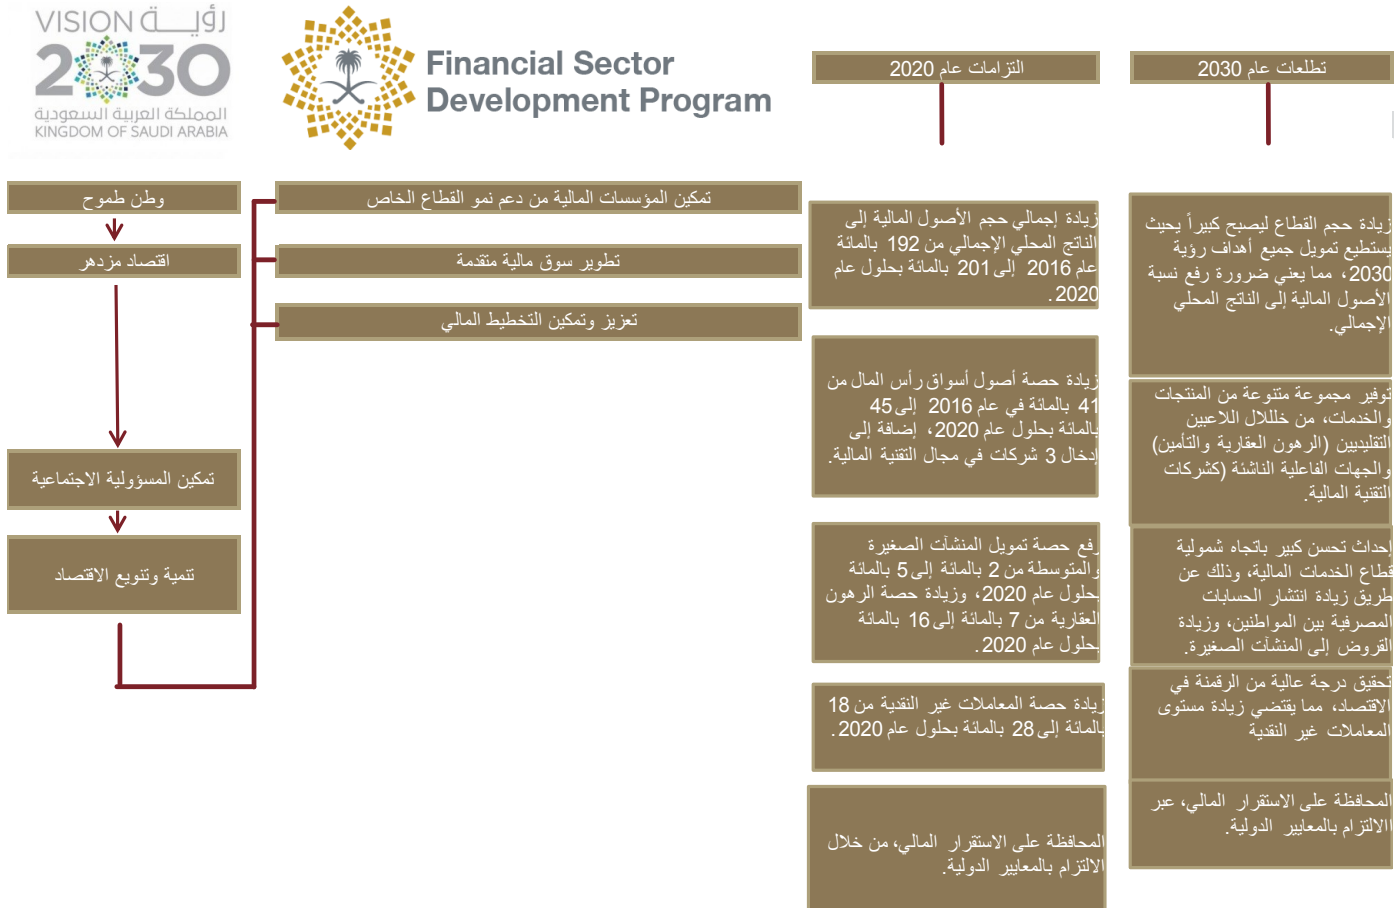 VISION رؤيــــة
2030
المملكة العربية السعودية
KINGDOM OF SAUDI ARABIA
Financial Sector
Development Program
التزامات عام 2020
تطلعات عام 2030
وطن طموح
اقتصاد مزدهر
تمكين المسؤولية الاجتماعية
تنمية وتنويع الاقتصاد
تمكين المؤسسات المالية من دعم نمو القطاع الخاص
تطوير سوق مالية متقدمة
تعزيز وتمكين التخطيط المالي
زيادة إجمالي حجم الأصول المالية إلى
الناتج المحلي الإجمالي من 192 بالمائة
عام 2016 إلى 201 بالمائة بحلول عام
2020.
زيادة حصة أصول أسواق رأس المال من
41 بالمائة في عام 2016 إلى 45
بالمائة بحلول عام 2020، إضافة إلى
إدخال 3 شركات في مجال التقنية المالية.
رفع حصة تمويل المنشآت الصغيرة
والمتوسطة من 2 بالمائة إلى 5 بالمائة
بحلول عام 2020، وزيادة حصة الرهون
العقارية من 7 بالمائة إلى 16 بالمائة
بحلول عام 2020.
زيادة حصة المعاملات غير النقدية من 18
بالمائة إلى 28 بالمائة بحلول عام 2020.
المحافظة على الاستقرار المالي، من خلال
الالتزام بالمعايير الدولية.
زيادة حجم القطاع ليصبح كبيراً بحيث
يستطيع تمويل جميع أهداف رؤية
2030، مما يعني ضرورة رفع نسبة
الأصول المالية إلى الناتج المحلي
الإجمالي.
توفير مجموعة متنوعة من المنتجات
والخدمات، من خللال اللاعبين
التقليديين (الرهون العقارية والتأمين)
والجهات الفاعلية الناشئة (كشركات
التقنية المالية.
إحداث تحسن كبير باتجاه شمولية
قطاع الخدمات المالية، وذلك عن
طريق زيادة انتشار الحسابات
المصرفية بين المواطنين، وزيادة
القروض إلى المنشآت الصغيرة.
تحقيق درجة عالية من الرقمنة في
الاقتصاد، مما يقتضي زيادة مستوى
المعاملات غير النقدية
المحافظة على الاستقرار المالي، عبر
االالتزام بالمعايير الدولية.